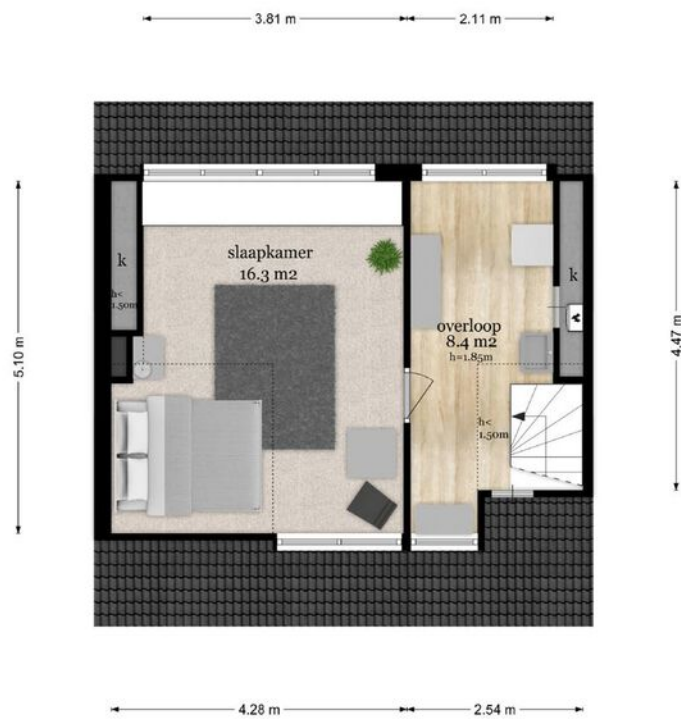 3.81 m
2.11 m
k
slaapkamer
16.3 m2
k
h<
1.50m
overloop
8.4 m2
h=1.85m
h<
1.50m
5.10 m
4.47 m
4.28 m
2.54 m